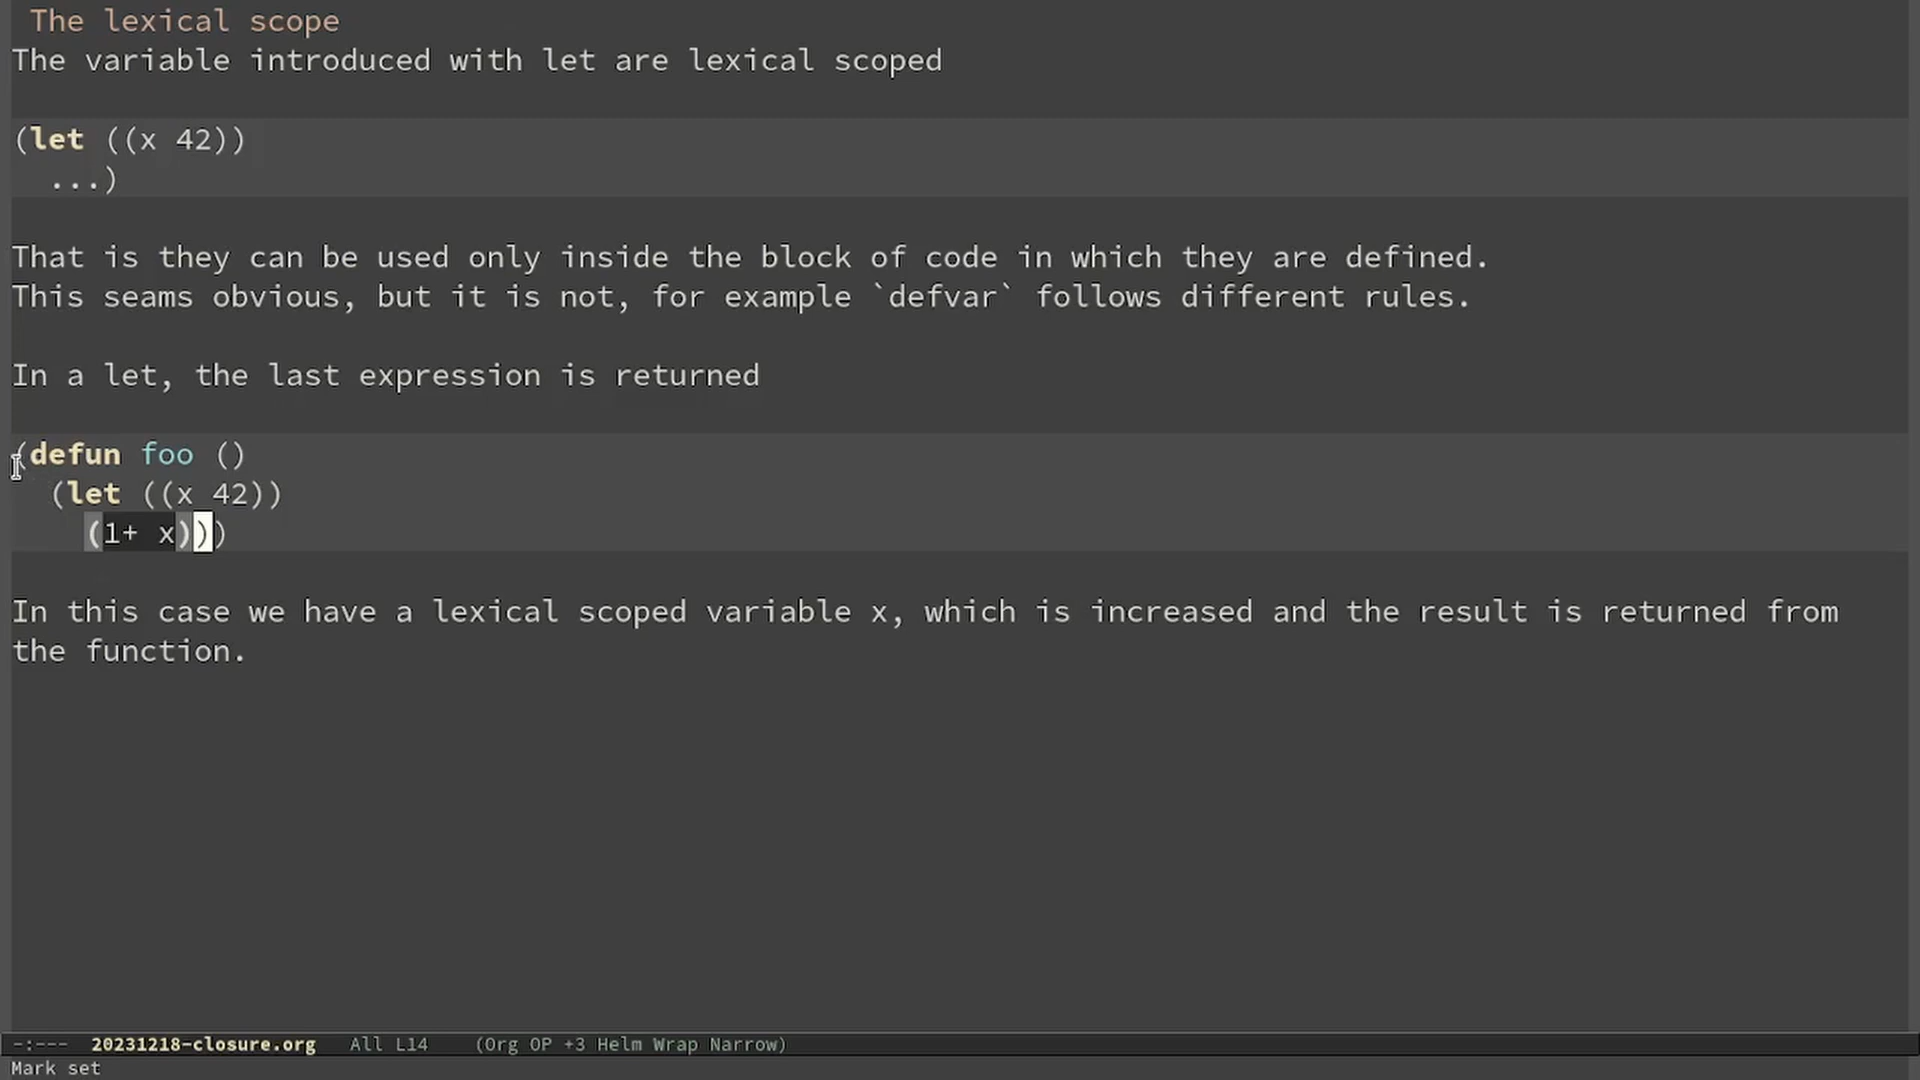 The lexical scope
The variable introduced with let are lexical scoped
(let ((x 42))
  ...)
That is they can be used only inside the block of code in which they are defined.
This seams obvious, but it is not, for example `defvar` follows different rules.
In a let, the last expression is returned
(defun foo ()
  (let ((x 42))
    (1+ x)))
In this case we have a lexical scoped variable x, which is increased and the result is returned from
the function.
-:---  20231218-closure.org   All L14   (Org OP +3 Helm Wrap Narrow)
Mark set